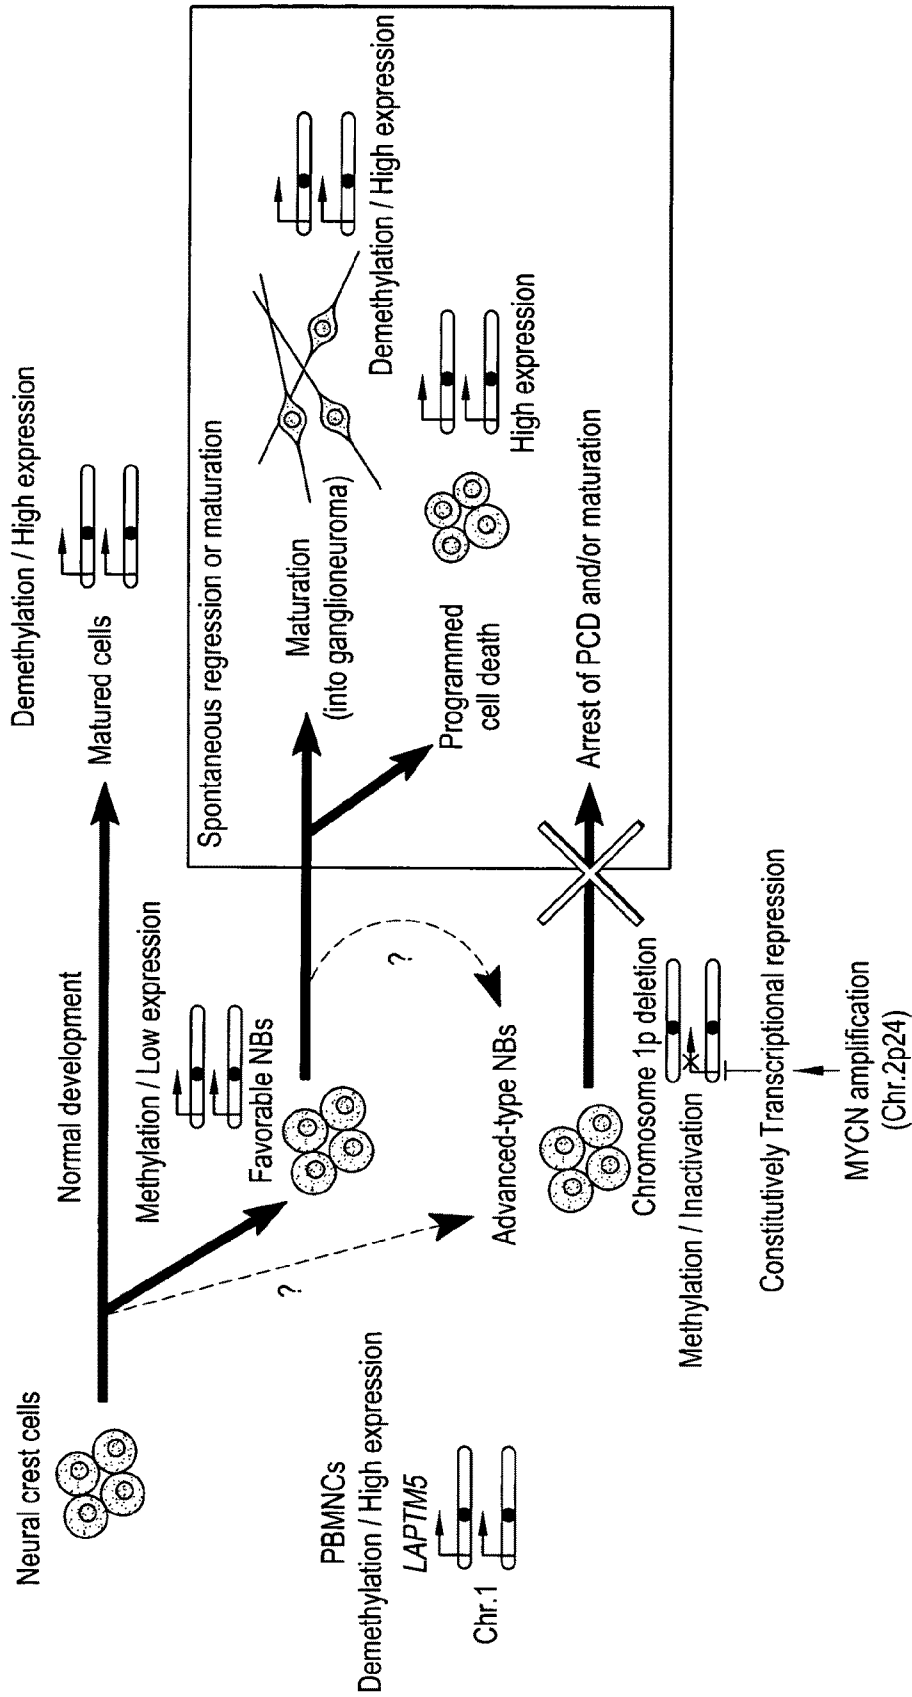 Neural crest cells
Normal development
Demethylation / High expression
Matured cells
Methylation / Low expression
Favorable NBs
?
?
Spontaneous regression or maturation
Maturation
(into ganglioneuroma)
Demethylation / High expression
Programmed
cell death
High expression
Arrest of PCD and/or maturation
PBMNCs
Demethylation / High expression
LAPTM5
Chr.1
Advanced-type NBs
Chromosome 1p deletion
Methylation / Inactivation
Constitutively Transcriptional repression
MYCN amplification
(Chr.2p24)